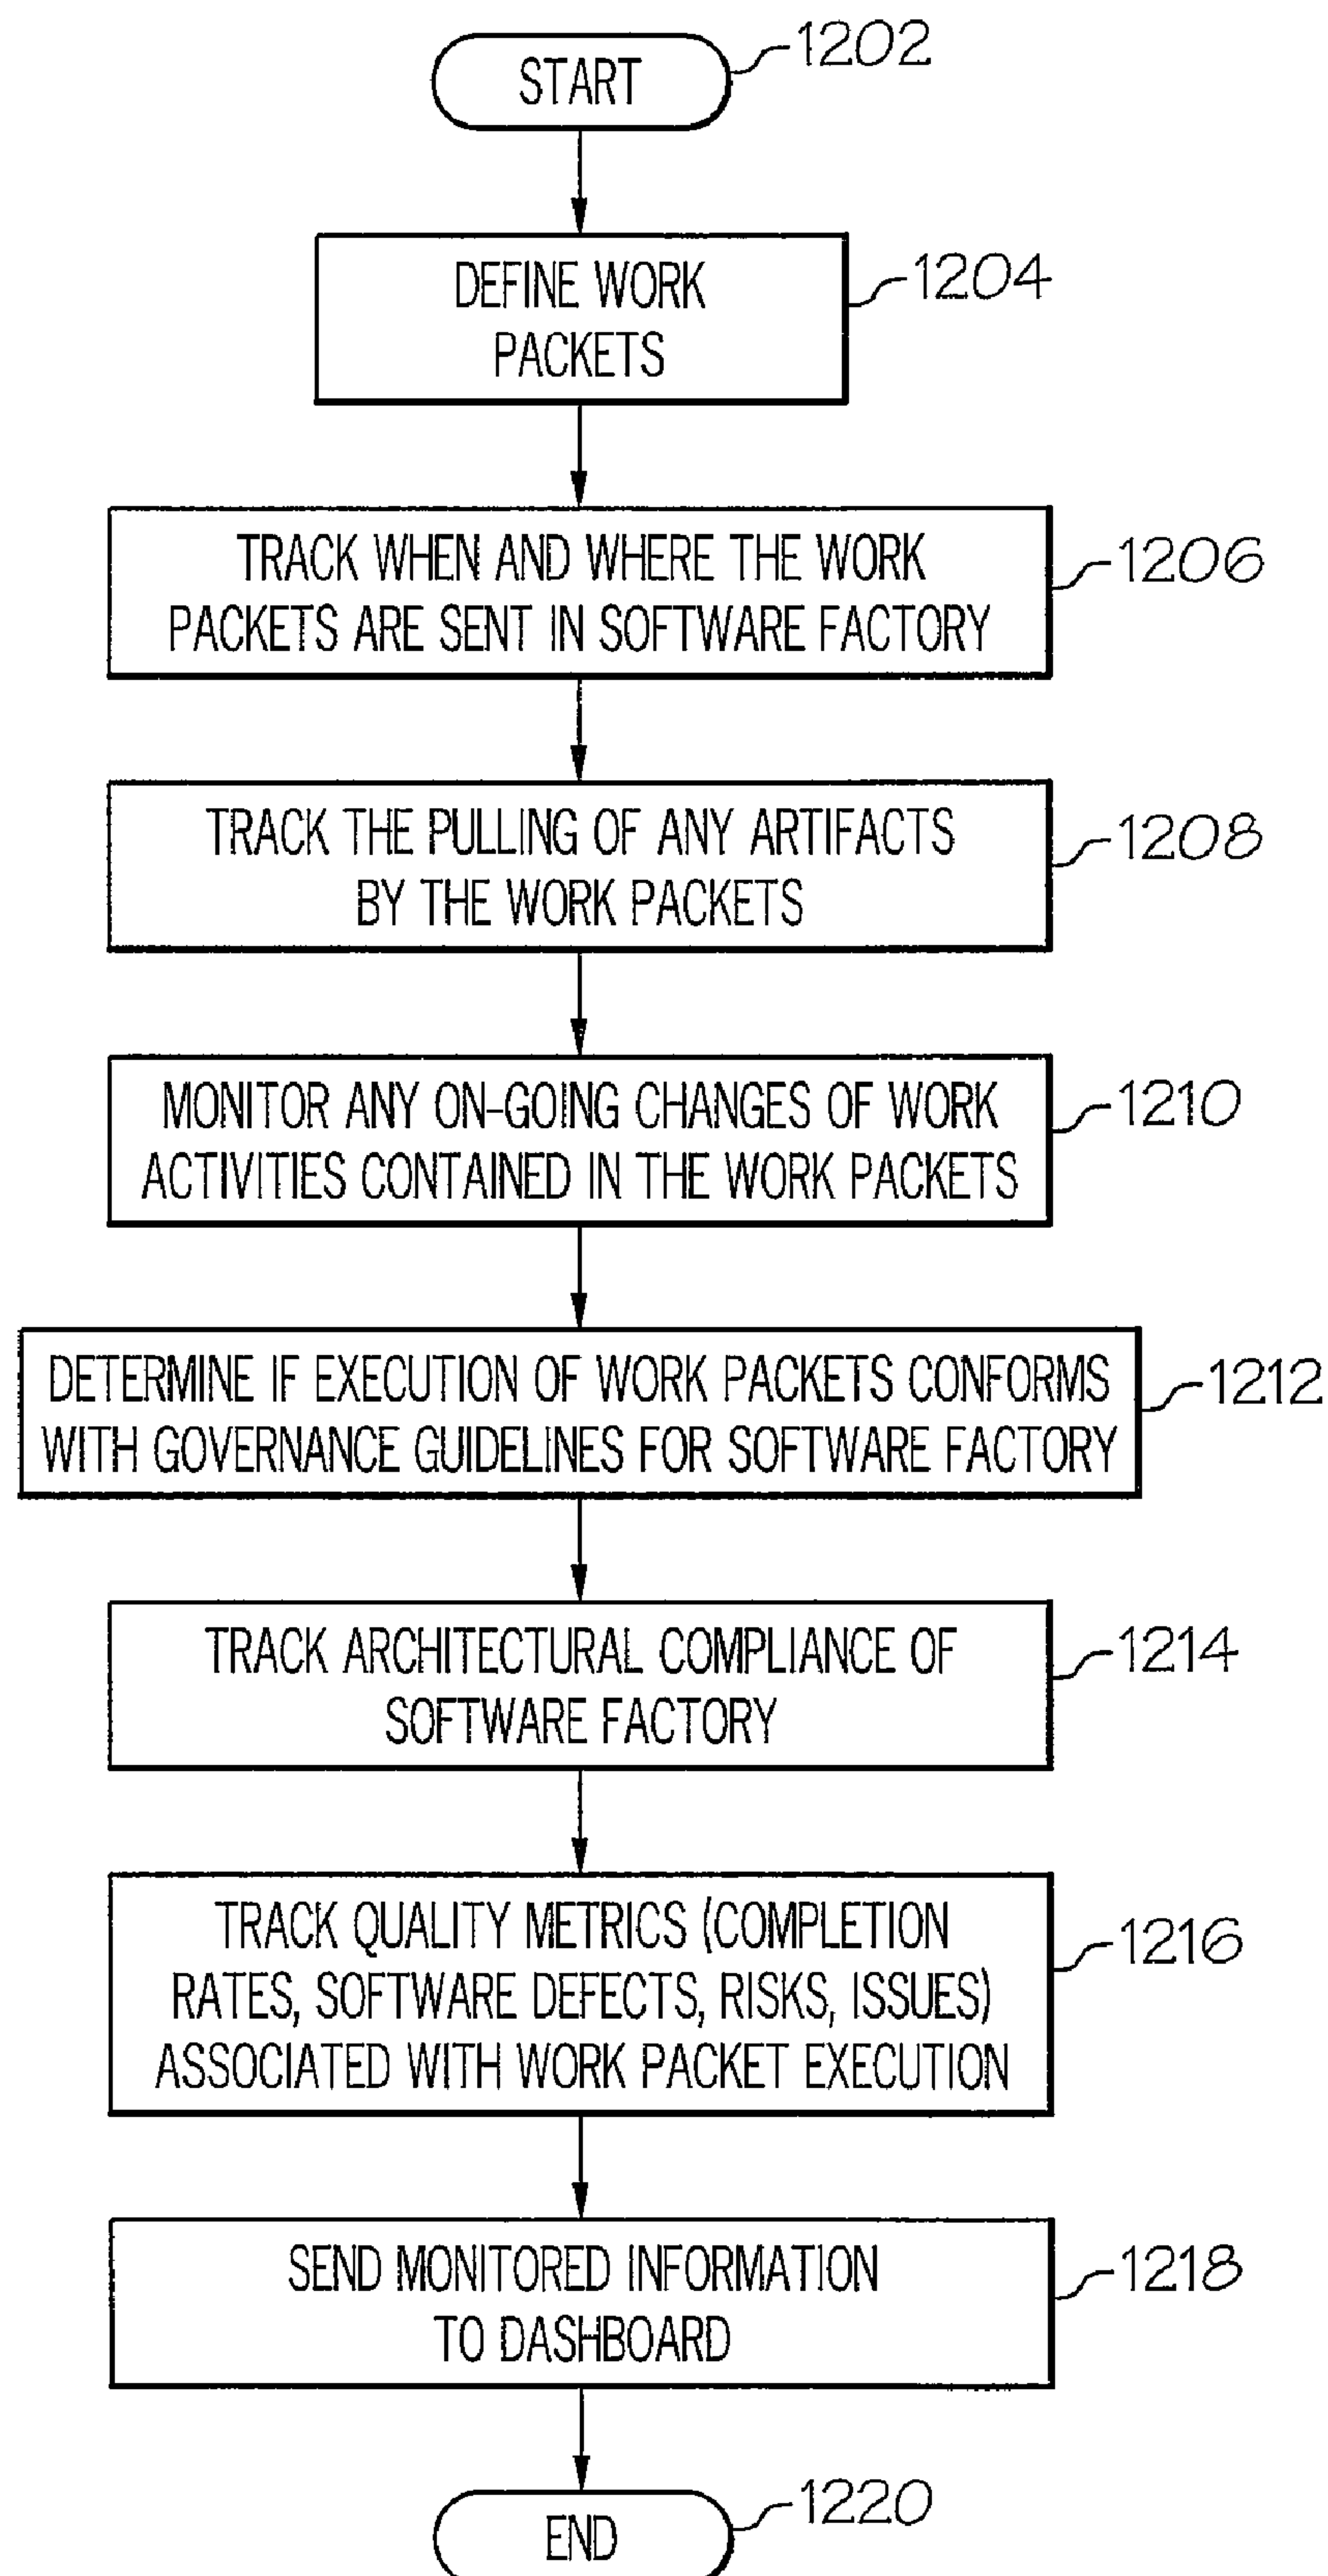 START
1202
DEFINE WORK
PACKETS
1204
TRACK WHEN AND WHERE THE WORK
PACKETS ARE SENT IN SOFTWARE FACTORY
1206
TRACK THE PULLING OF ANY ARTIFACTS
BY THE WORK PACKETS
1208
MONITOR ANY ON-GOING CHANGES OF WORK
ACTIVITIES CONTAINED IN THE WORK PACKETS
1210
DETERMINE IF EXECUTION OF WORK PACKETS CONFORMS
WITH GOVERNANCE GUIDELINES FOR SOFTWARE FACTORY
1212
TRACK ARCHITECTURAL COMPLIANCE OF
SOFTWARE FACTORY
1214
TRACK QUALITY METRICS (COMPLETION
RATES, SOFTWARE DEFECTS, RISKS, ISSUES)
ASSOCIATED WITH WORK PACKET EXECUTION
1216
SEND MONITORED INFORMATION
TO DASHBOARD
1218
END
1220